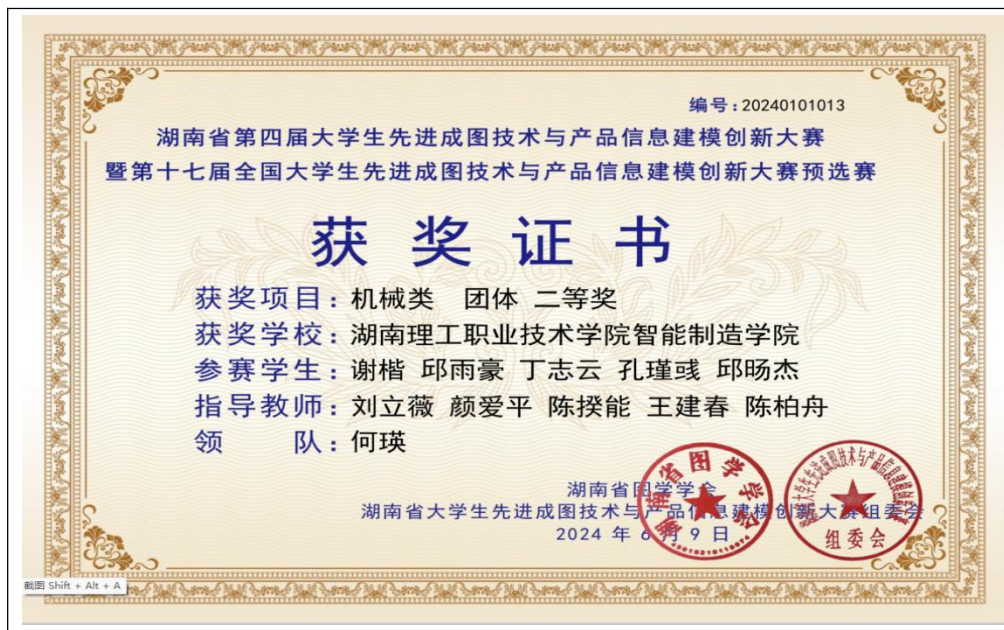 编号:20240101013
湖南省第四届大学生先进成图技术与产品信息建模创新大赛
暨第十七届全国大学生先进成图技术与产品信息建模创新大赛预选赛
获奖证书
获奖项目:机械类 团体 二等奖
获奖学校:湖南理工职业技术学院智能制造学院
参赛学生:谢楷 邱雨豪 丁志云 孔瑾彧 邱旸杰
指导教师:刘立薇 颜爱平 陈揆能 王建春 陈柏舟
领 队:何瑛
湖南省图学学会
湖南省大学生先进成图技术与产品信息建模创新大赛组委会
2024 年 6 月 9 日
湖南省图学学会
组委会
截图 Shift + Alt + A